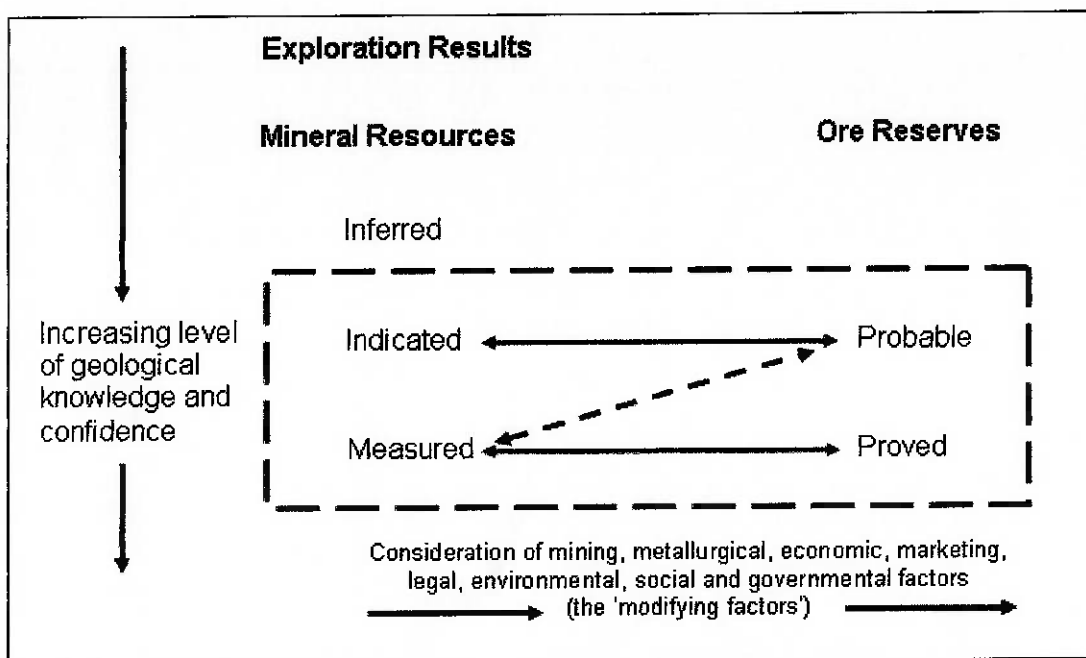 Exploration Results
Mineral Resources
Ore Reserves
Inferred
Increasing level
of geological
knowledge and
confidence
Indicated
Probable
Measured
Proved
Consideration of mining, metallurgical, economic, marketing,
legal, environmental, social and governmental factors
(the 'modifying factors')